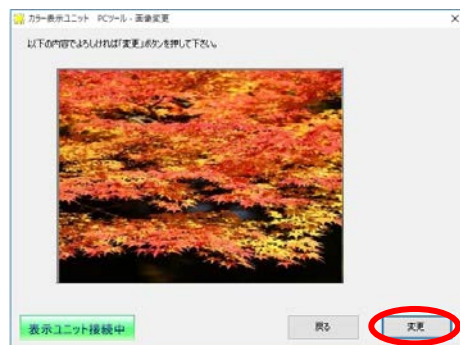 カラー表示ユニット PCツール - 画像変更
以下の内容でよろしければ「変更」ボタンを押して下さい。
表示ユニット接続中
戻る
変更